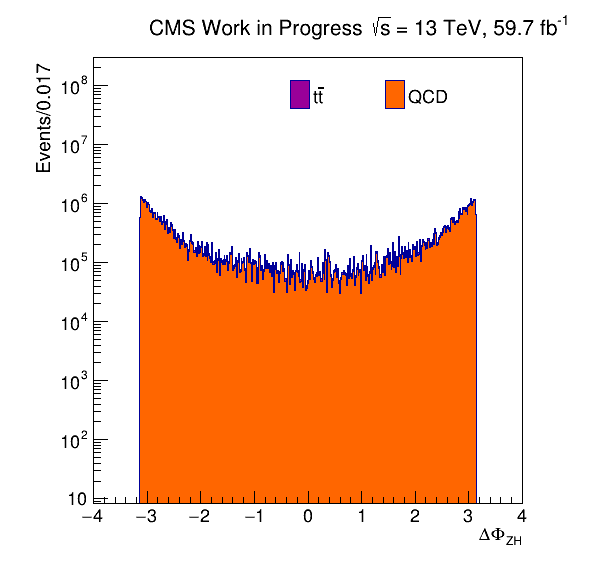 CMS Work in Progress √s = 13 TeV, 59.7 fb⁻¹
Events/0.017
tt̄
QCD
10⁸
10⁷
10⁶
10⁵
10⁴
10³
10²
10
−4 −3 −2 −1 0 1 2 3 4
ΔΦ_ZH